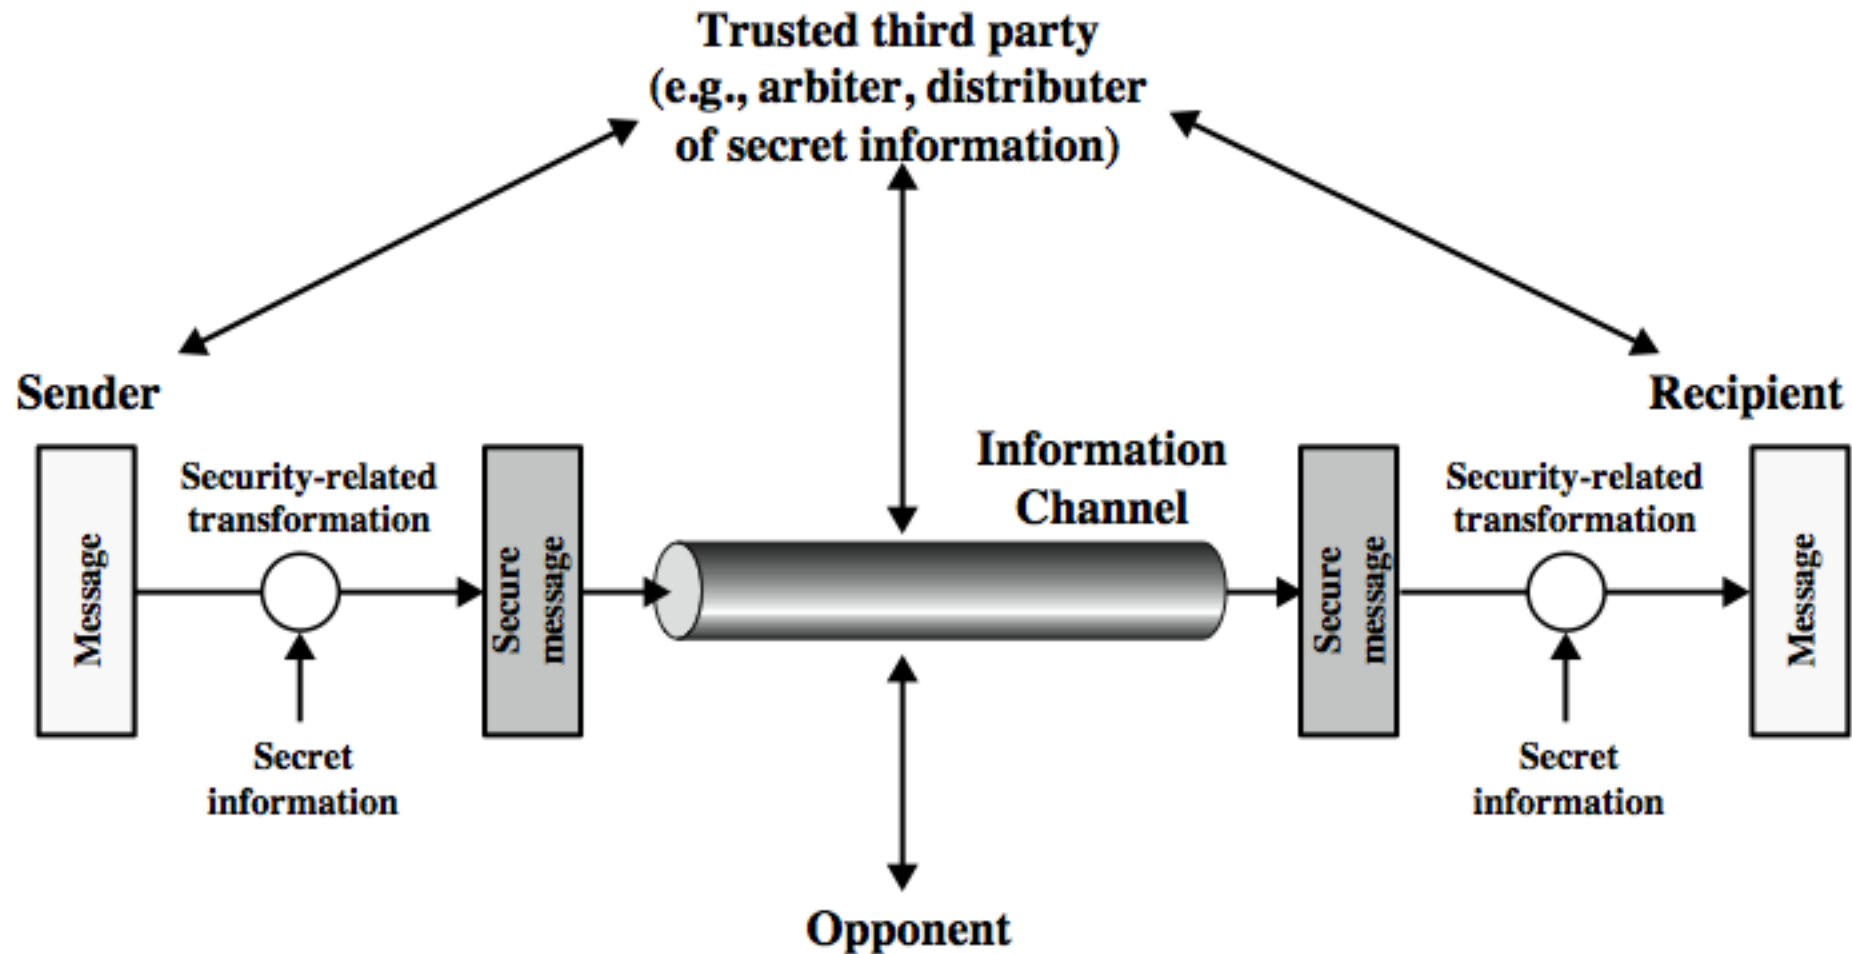 Trusted third party
(e.g., arbiter, distributer
of secret information)
Sender
Recipient
Information
Channel
Security-related
transformation
Security-related
transformation
Message
Secure
message
Secure
message
Message
Secret
information
Secret
information
Opponent